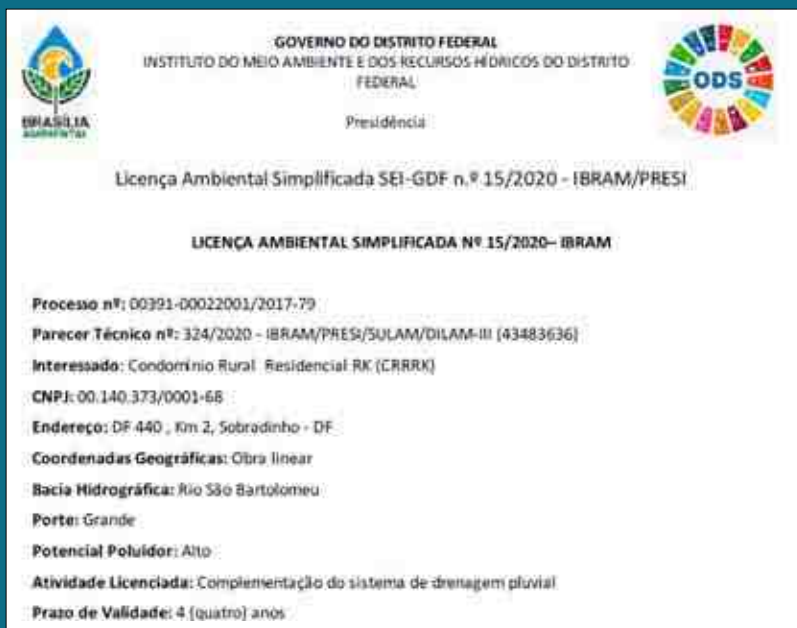 GOVERNO DO DISTRITO FEDERAL
INSTITUTO DO MEIO AMBIENTE E DOS RECURSOS HÍDRICOS DO DISTRITO
FEDERAL
Presidência
BRASÍLIA
AMBIENTAL
ODS
Licença Ambiental Simplificada SEI-GDF n.º 15/2020 - IBRAM/PRESI
LICENÇA AMBIENTAL SIMPLIFICADA Nº 15/2020– IBRAM
Processo nº: 00391-00022001/2017-79
Parecer Técnico nº: 324/2020 - IBRAM/PRESI/SULAM/DILAM-III (43483636)
Interessado: Condomínio Rural Residencial RK (CRRRK)
CNPJ: 00.140.373/0001-68
Endereço: DF 440 , Km 2, Sobradinho - DF
Coordenadas Geográficas: Obra linear
Bacia Hidrográfica: Rio São Bartolomeu
Porte: Grande
Potencial Poluidor: Alto
Atividade Licenciada: Complementação do sistema de drenagem pluvial
Prazo de Validade: 4 (quatro) anos